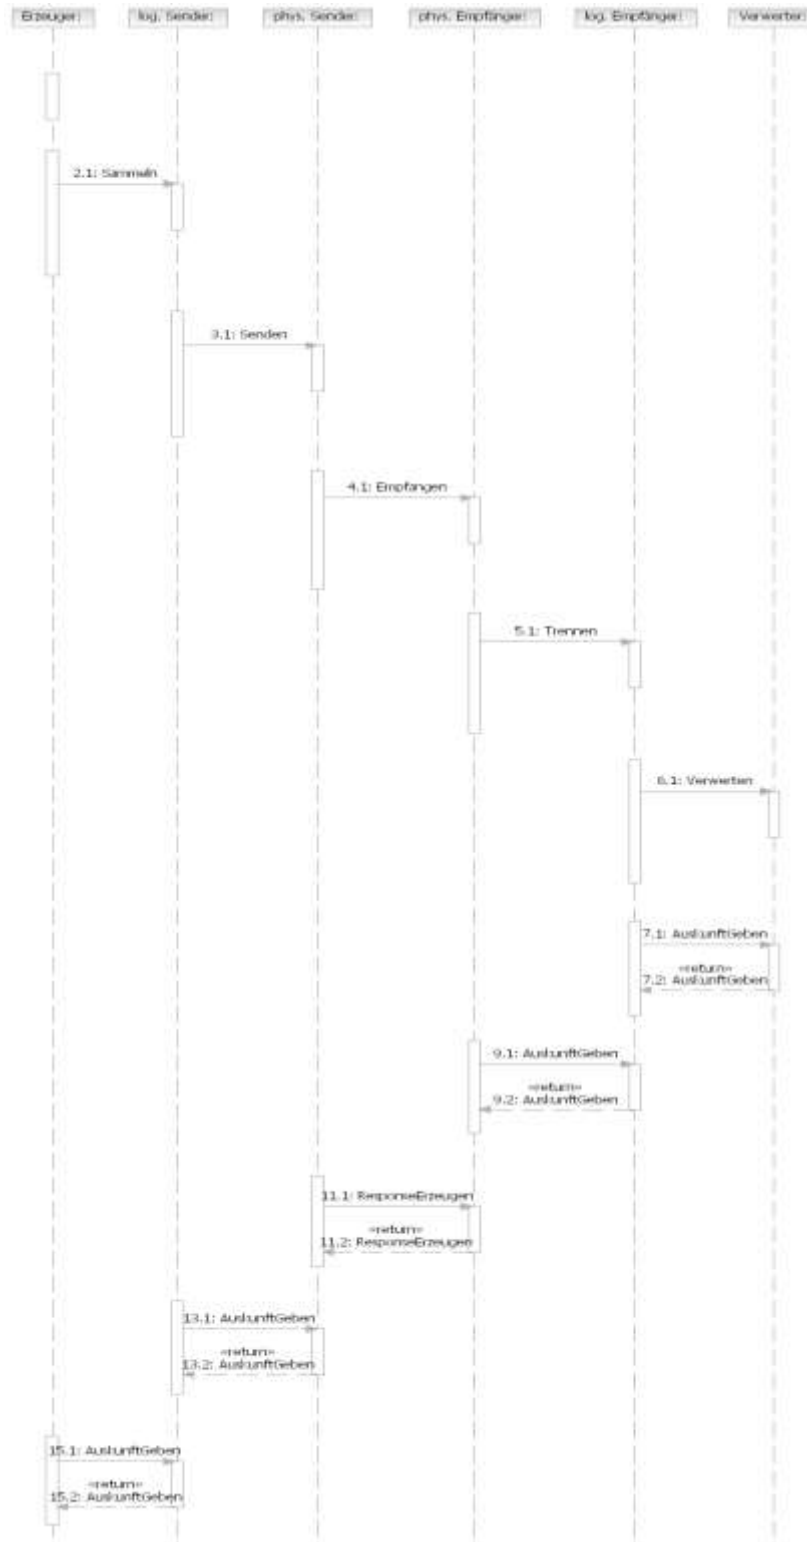 Erzeuger:
log. Sender:
phys. Sender:
phys. Empfänger:
log. Empfänger:
Verwerter:
2.1: Sammeln
3.1: Senden
4.1: Empfangen
5.1: Trennen
6.1: Verwerten
7.1: AuskunftGeben
«return»
7.2: AuskunftGeben
9.1: AuskunftGeben
«return»
9.2: AuskunftGeben
11.1: ResponseErzeugen
«return»
11.2: ResponseErzeugen
13.1: AuskunftGeben
«return»
13.2: AuskunftGeben
15.1: AuskunftGeben
«return»
15.2: AuskunftGeben